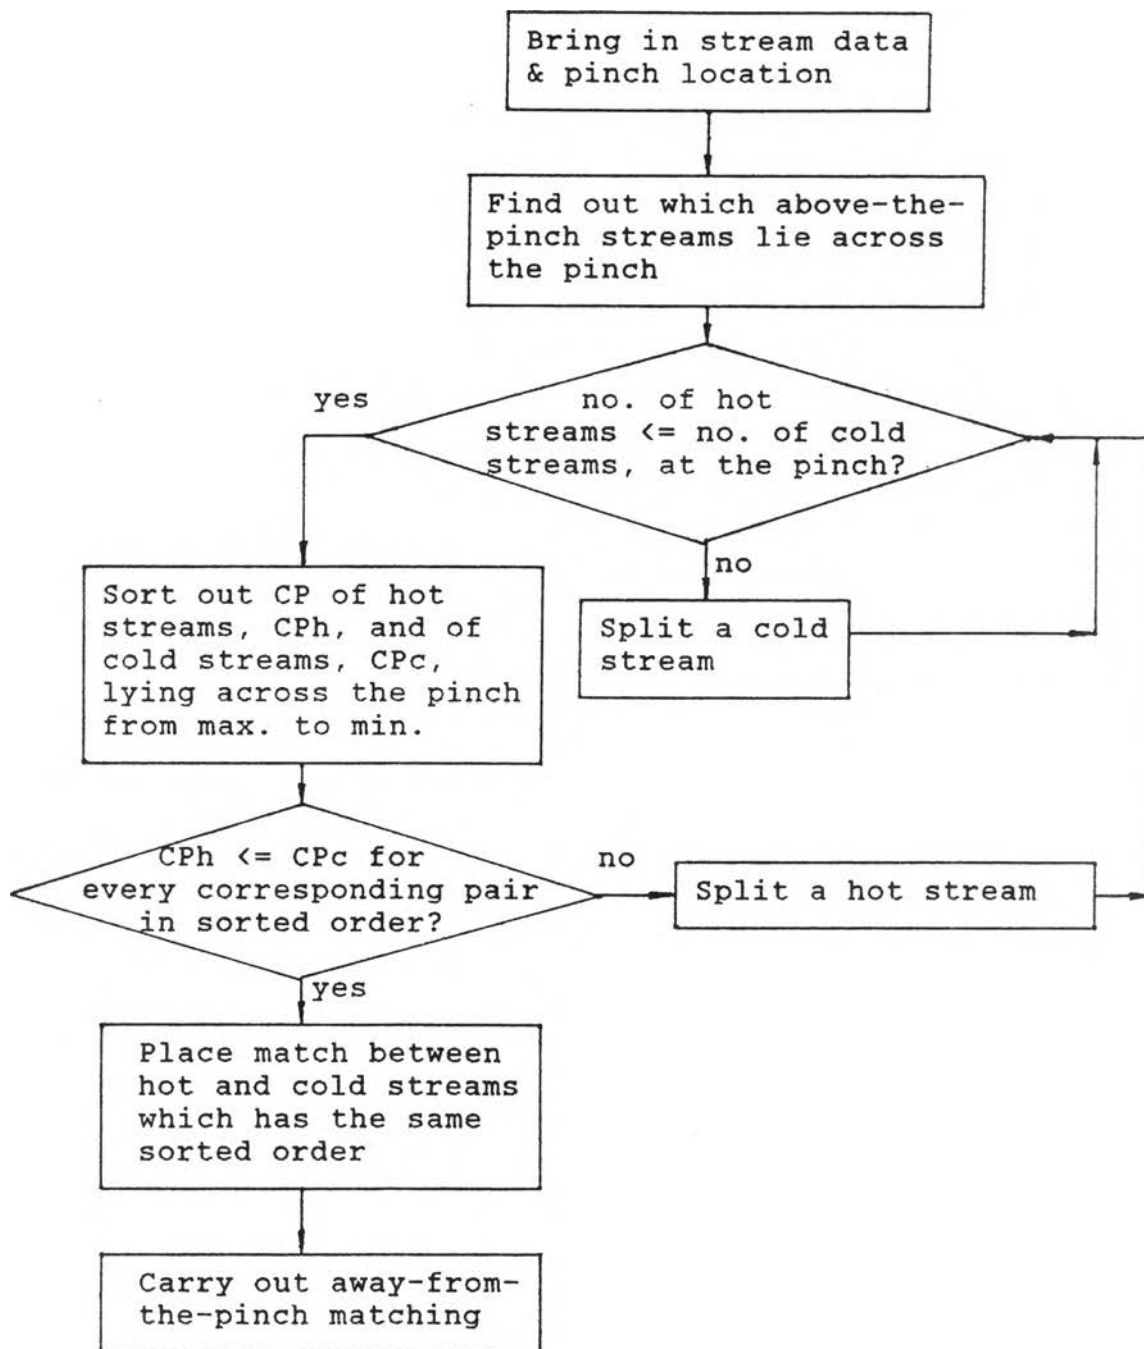 Bring in stream data
& pinch location
Find out which above-the-
pinch streams lie across
the pinch
yes
no. of hot
streams <= no. of cold
streams, at the pinch?
no
Sort out CP of hot
streams, CPh, and of
cold streams, CPc,
lying across the pinch
from max. to min.
Split a cold
stream
CPh <= CPc for
every corresponding pair
in sorted order?
no
Split a hot stream
yes
Place match between
hot and cold streams
which has the same
sorted order
Carry out away-from-
the-pinch matching